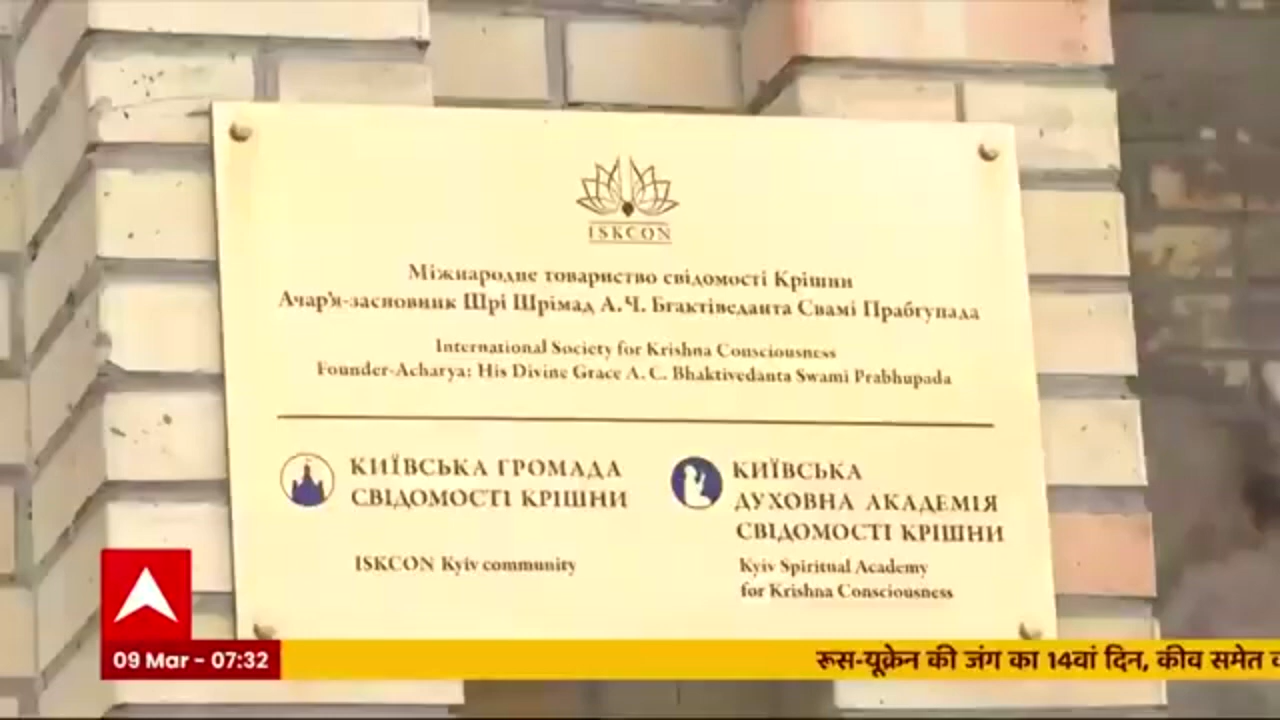 ISKCON
Міжнародне товариство свідомості Крішни
Ачар'я-засновник Шрі Шрімад А.Ч. Бгактіведанта Свамі Прабгупада
International Society for Krishna Consciousness
Founder-Acharya: His Divine Grace A. C. Bhaktivedanta Swami Prabhupada
КИЇВСЬКА ГРОМАДА
СВІДОМОСТІ КРІШНИ
ISKCON Kyiv community
КИЇВСЬКА
ДУХОВНА АКАДЕМІЯ
СВІДОМОСТІ КРІШНИ
Kyiv Spiritual Academy
for Krishna Consciousness
09 Mar - 07:32
रूस-यूक्रेन की जंग का 14वां दिन, कीव समेत